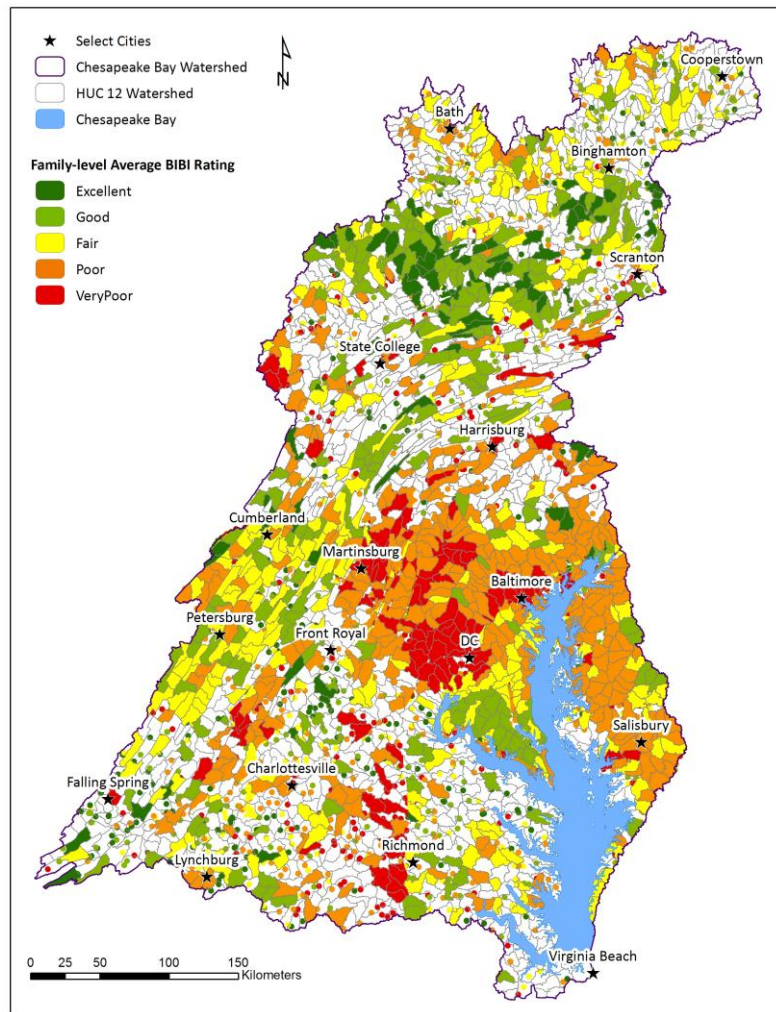 Select Cities
Chesapeake Bay Watershed
HUC 12 Watershed
Chesapeake Bay
Family-level Average BIBI Rating
Excellent
Good
Fair
Poor
VeryPoor
N
Cooperstown
Bath
Binghamton
Scranton
State College
Harrisburg
Cumberland
Martinsburg
Baltimore
Petersburg
Front Royal
DC
Salisbury
Falling Spring
Charlottesville
Lynchburg
Richmond
Virginia Beach
0 25 50 100 150
Kilometers